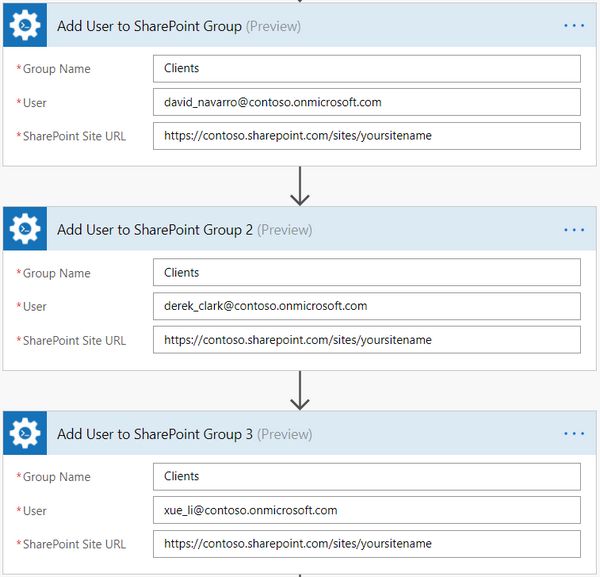 Add User to SharePoint Group (Preview) ...
*Group Name Clients
*User david_navarro@contoso.onmicrosoft.com
*SharePoint Site URL https://contoso.sharepoint.com/sites/yoursitename
Add User to SharePoint Group 2 (Preview) ...
*Group Name Clients
*User derek_clark@contoso.onmicrosoft.com
*SharePoint Site URL https://contoso.sharepoint.com/sites/yoursitename
Add User to SharePoint Group 3 (Preview) ...
*Group Name Clients
*User xue_li@contoso.onmicrosoft.com
*SharePoint Site URL https://contoso.sharepoint.com/sites/yoursitename